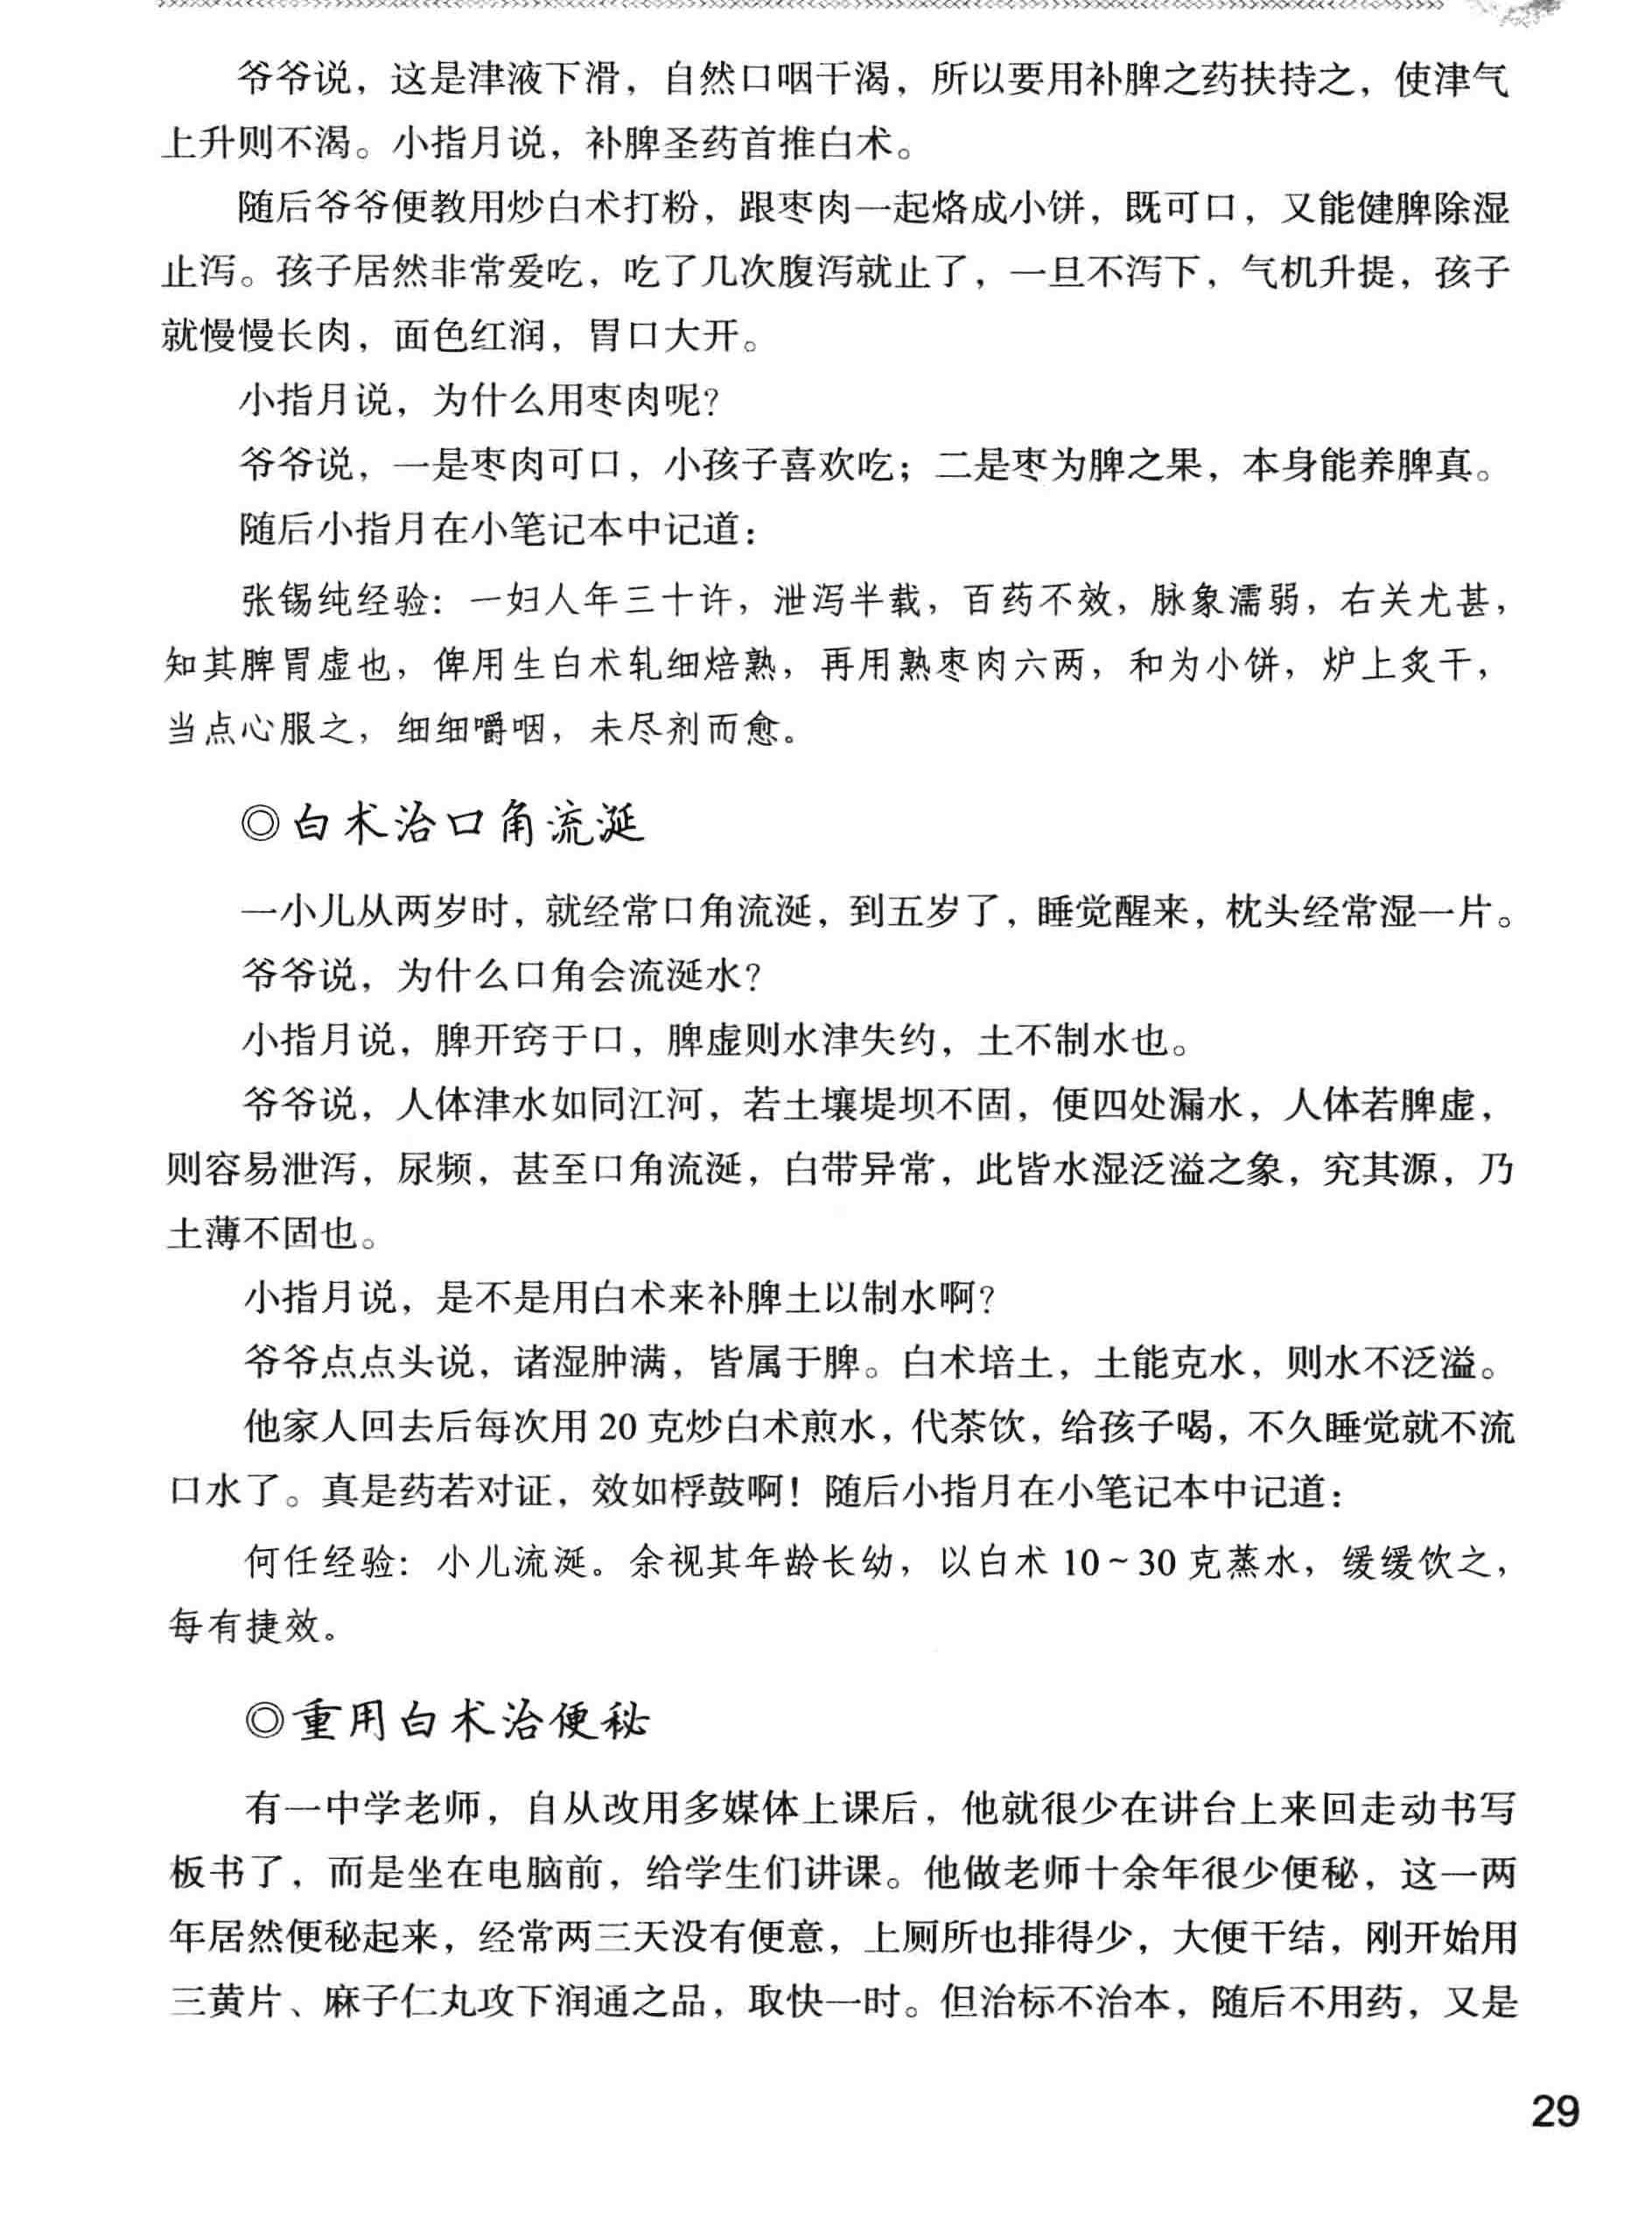 爷爷说，这是津液下滑，自然口咽干渴，所以要用补脾之药扶持之，使津气
上升则不渴。小指月说，补脾圣药首推白术。
随后爷爷便教用炒白术打粉，跟枣肉一起烙成小饼，既可口，又能健脾除湿
止泻。孩子居然非常爱吃，吃了几次腹泻就止了，一旦不泻下，气机升提，孩子
就慢慢长肉，面色红润，胃口大开。
小指月说，为什么用枣肉呢？
爷爷说，一是枣肉可口，小孩子喜欢吃；二是枣为脾之果，本身能养脾真。
随后小指月在小笔记本中记道：
张锡纯经验：一妇人年三十许，泄泻半载，百药不效，脉象濡弱，右关尤甚，
知其脾胃虚也，俾用生白术轧细焙熟，再用熟枣肉六两，和为小饼，炉上炙干，
当点心服之，细细嚼咽，未尽剂而愈。
◎白术治口角流涎
一小儿从两岁时，就经常口角流涎，到五岁了，睡觉醒来，枕头经常湿一片。
爷爷说，为什么口角会流涎水？
小指月说，脾开窍于口，脾虚则水津失约，土不制水也。
爷爷说，人体津水如同江河，若土壤堤坝不固，便四处漏水，人体若脾虚，
则容易泄泻，尿频，甚至口角流涎，白带异常，此皆水湿泛溢之象，究其源，乃
土薄不固也。
小指月说，是不是用白术来补脾土以制水啊？
爷爷点点头说，诸湿肿满，皆属于脾。白术培土，土能克水，则水不泛溢。
他家人回去后每次用 20 克炒白术煎水，代茶饮，给孩子喝，不久睡觉就不流
口水了。真是药若对证，效如桴鼓啊！随后小指月在小笔记本中记道：
何任经验：小儿流涎。余视其年龄长幼，以白术 10～30 克蒸水，缓缓饮之，
每有捷效。
◎重用白术治便秘
有一中学老师，自从改用多媒体上课后，他就很少在讲台上来回走动书写
板书了，而是坐在电脑前，给学生们讲课。他做老师十余年很少便秘，这一两
年居然便秘起来，经常两三天没有便意，上厕所也排得少，大便干结，刚开始用
三黄片、麻子仁丸攻下润通之品，取快一时。但治标不治本，随后不用药，又是
29